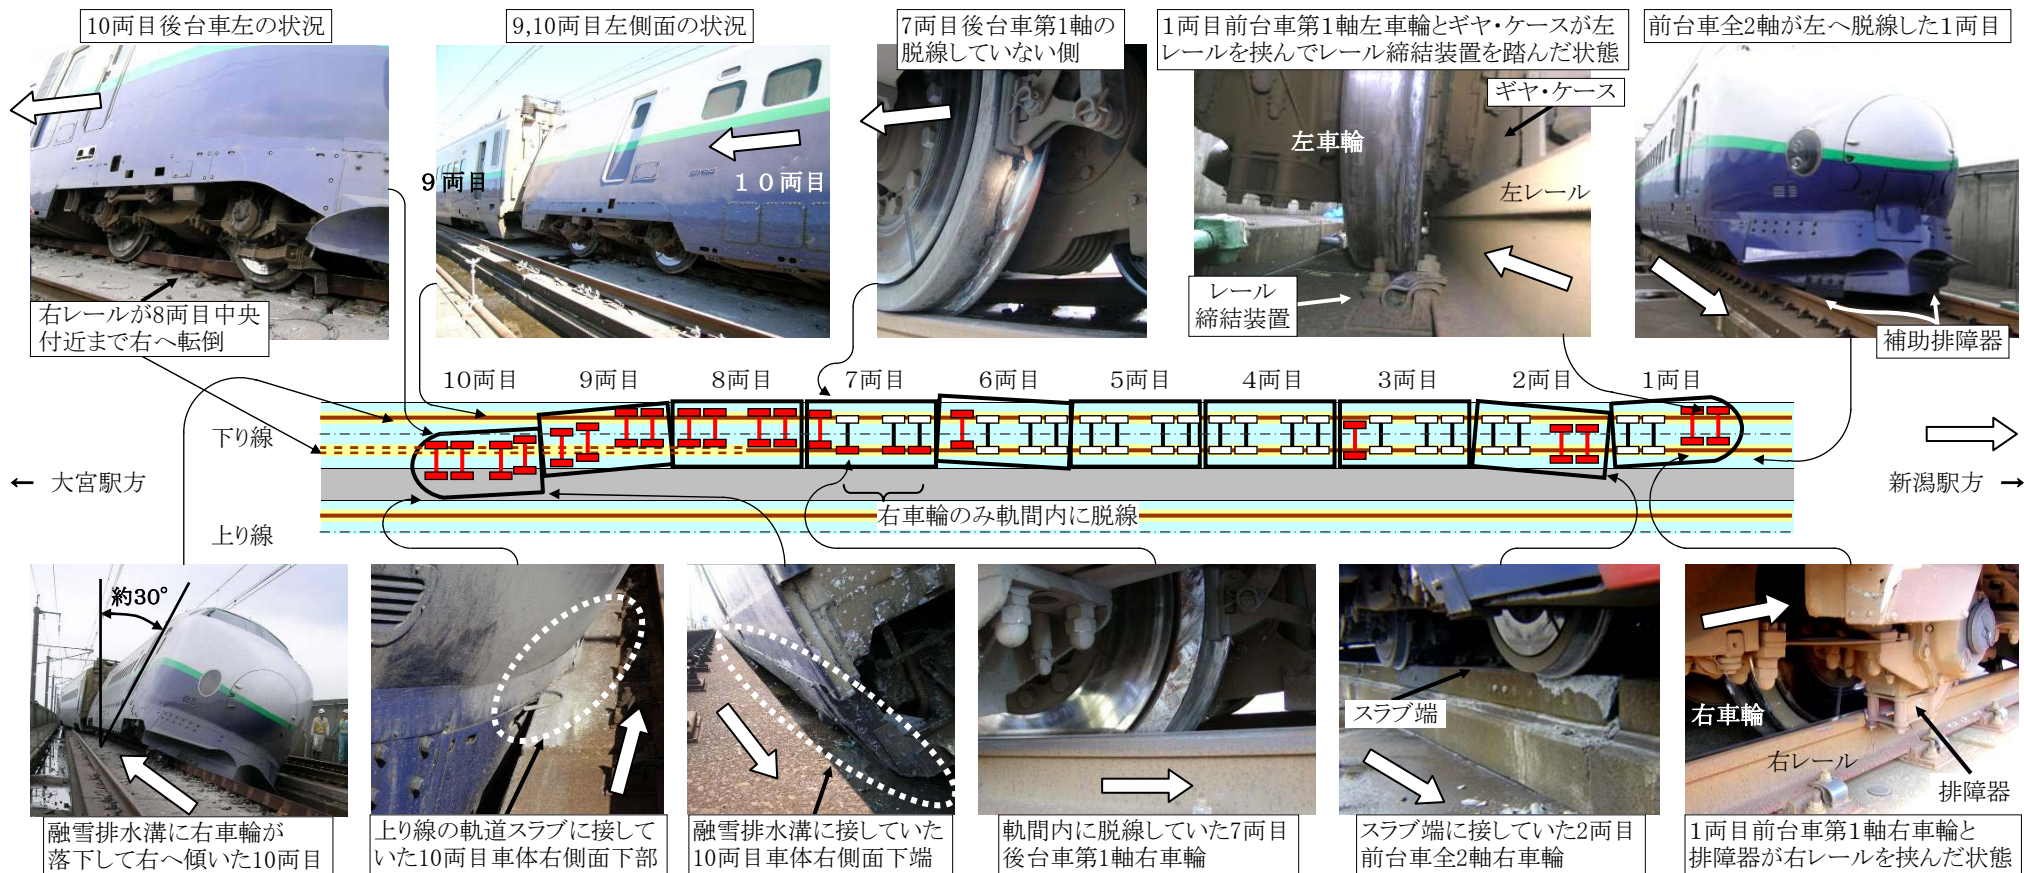 10両目後台車左の状況
9,10両目左側面の状況
7両目後台車第1軸の
脱線していない側
1両目前台車第1軸左車輪とギヤ・ケースが左
レールを挟んでレール締結装置を踏んだ状態
前台車全2軸が左へ脱線した1両目
ギヤ・ケース
左車輪
左レール
9両目
10両目
レール
締結装置
補助排障器
右レールが8両目中央
付近まで右へ転倒
10両目
9両目
8両目
7両目
6両目
5両目
4両目
3両目
2両目
1両目
下り線
← 大宮駅方
新潟駅方 →
右車輪のみ軌間内に脱線
上り線
約30°
スラブ端
右車輪
右レール
排障器
融雪排水溝に右車輪が
落下して右へ傾いた10両目
上り線の軌道スラブに接して
いた10両目車体右側面下部
融雪排水溝に接していた
10両目車体右側面下端
軌間内に脱線していた7両目
後台車第1軸右車輪
スラブ端に接していた2両目
前台車全2軸右車輪
1両目前台車第1軸右車輪と
排障器が右レールを挟んだ状態